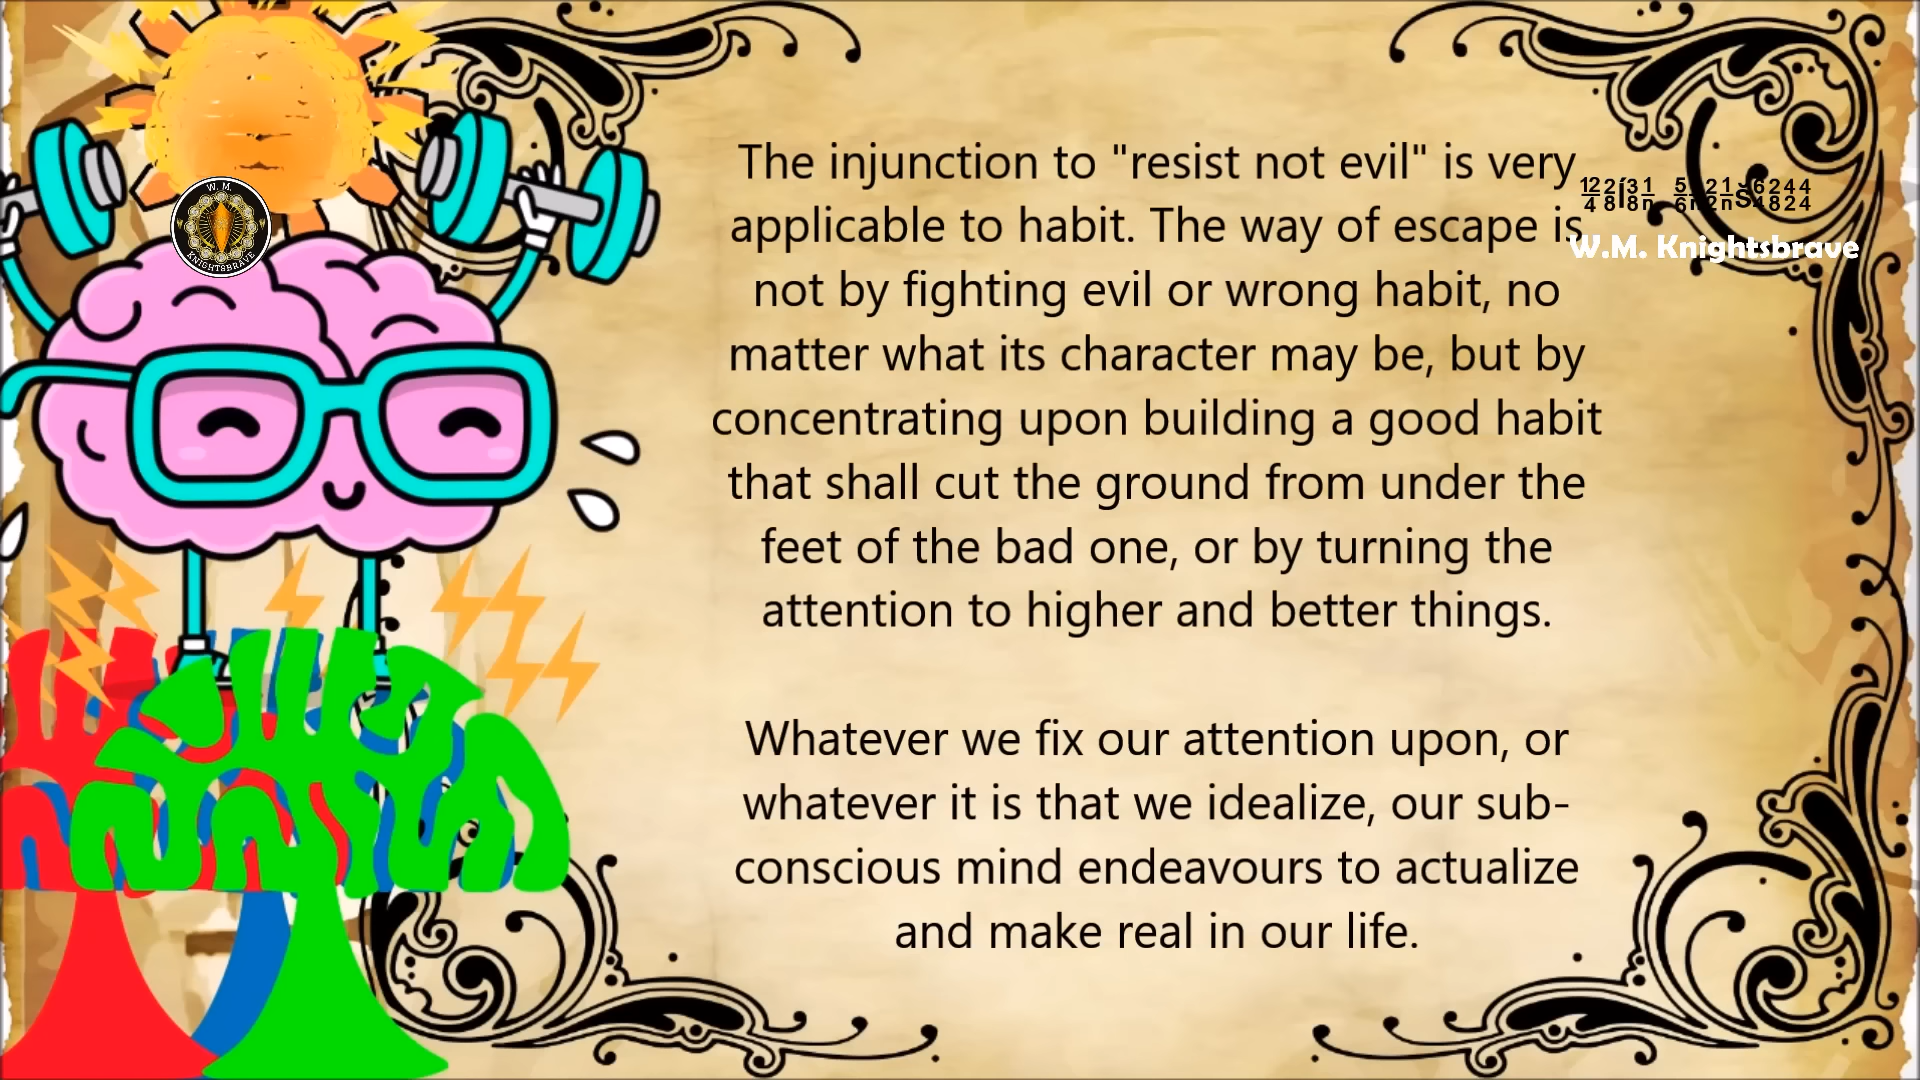 W. M.
KNIGHTSBRAVE
The injunction to "resist not evil" is very
applicable to habit. The way of escape is
not by fighting evil or wrong habit, no
matter what its character may be, but by
concentrating upon building a good habit
that shall cut the ground from under the
feet of the bad one, or by turning the
attention to higher and better things.
Whatever we fix our attention upon, or
whatever it is that we idealize, our sub-
conscious mind endeavours to actualize
and make real in our life.
W.M. Knightsbrave